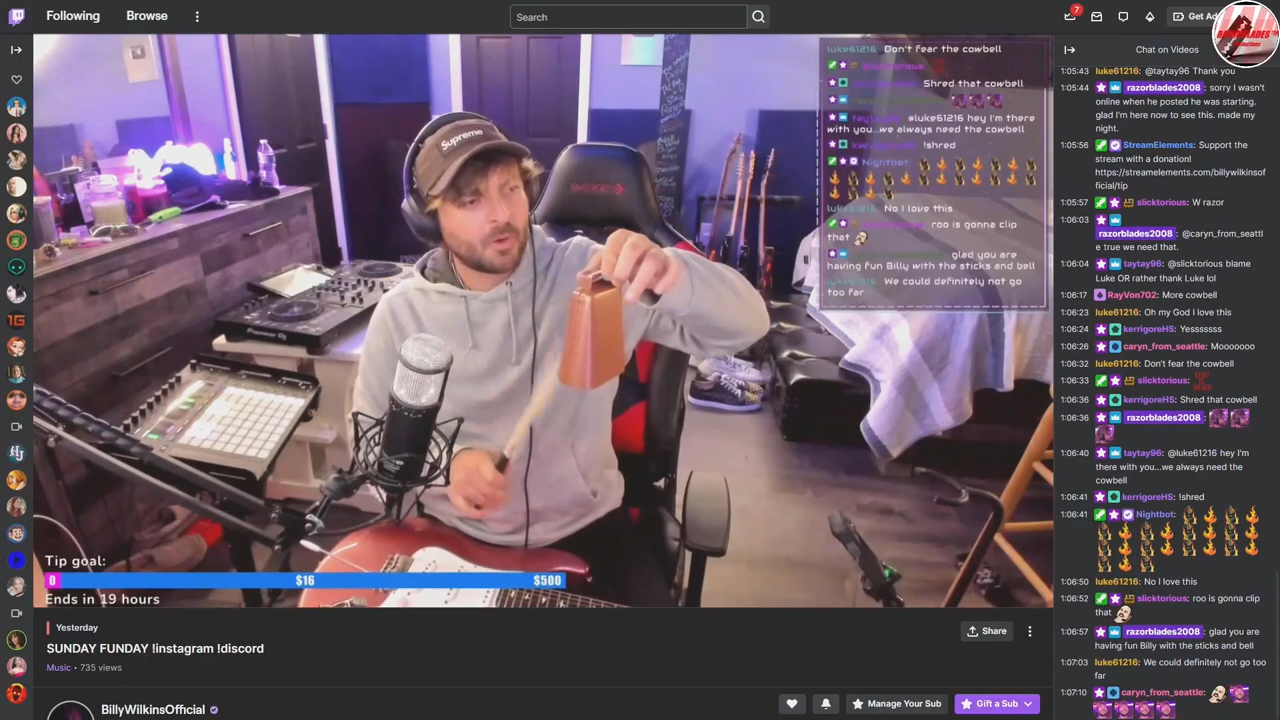 Following
Browse
Search
7
Get Ad
luke61216 Don't fear the cowbell
Shred that cowbell
#luke61216 hey I'm there
with you...we always need the cowbell
!shred
Nightbot
luke61216 No I love this
roo is gonna clip
that
glad you are
having fun Billy with the sticks and bell
luke61216 We could definitely not go
too far
Supreme
Pioneer DJ
Tip goal:
0
$16
$500
Ends in 19 hours
Yesterday
SUNDAY FUNDAY !instagram !discord
Music • 735 views
Share
BillyWilkinsOfficial
Manage Your Sub
Gift a Sub
Chat on Videos
1:05:43 luke61216: @taytay96 Thank you
1:05:44 razorblades2008: sorry I wasn't
online when he posted he was starting.
glad I'm here now to see this. made my
night.
1:05:56 StreamElements: Support the
stream with a donation!
https://streamelements.com/billywilkinsof
ficial/tip
1:05:57 slicktorious: W razor
1:06:03
razorblades2008: @caryn_from_seattl
e true we need that.
1:06:04 taytay96: @slicktorious blame
Luke OR rather thank Luke lol
1:06:17 RayVon702: More cowbell
1:06:23 luke61216: Oh my God I love this
1:06:24 kerrigoreHS: Yesssssss
1:06:26 caryn_from_seattle: Mooooooo
1:06:32 luke61216: Don't fear the cowbell
1:06:33 slicktorious:
1:06:36 kerrigoreHS: Shred that cowbell
1:06:36 razorblades2008:
1:06:40 taytay96: @luke61216 hey I'm
there with you...we always need the
cowbell
1:06:41 kerrigoreHS: !shred
1:06:41 Nightbot:
1:06:50 luke61216: No I love this
1:06:52 slicktorious: roo is gonna clip
that
1:06:57 razorblades2008: glad you are
having fun Billy with the sticks and bell
1:07:03 luke61216: We could definitely not go too
far
1:07:10 caryn_from_seattle: